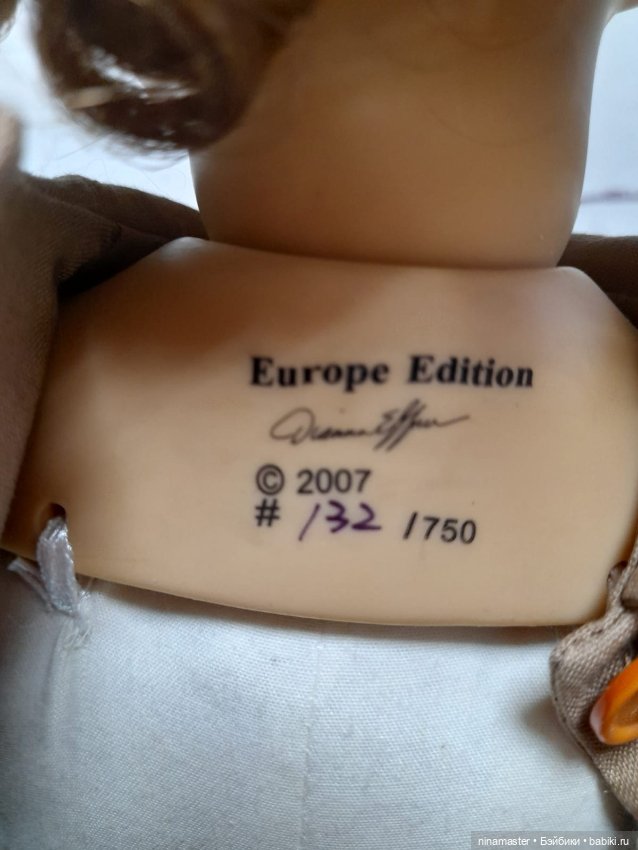 Europe Edition
Dianna Effner
© 2007
# 132 /750
ninamaster • Бэйбики • babiki.ru